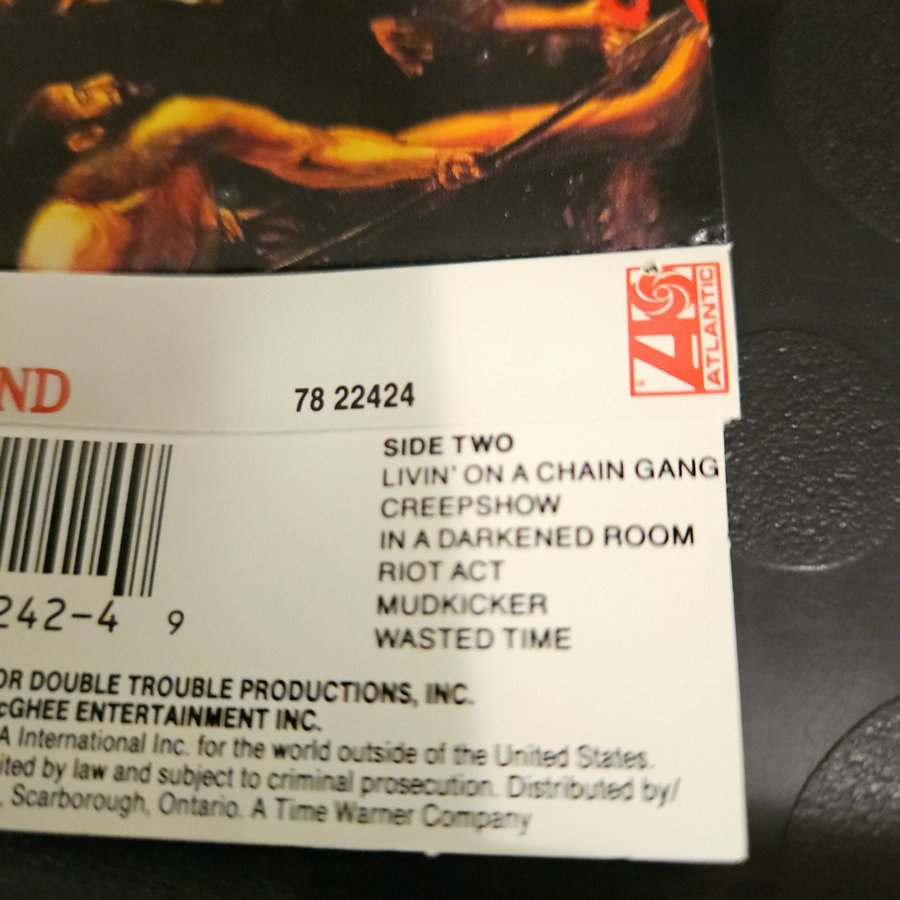 ND
78 22424
ATLANTIC
SIDE TWO
LIVIN' ON A CHAIN GANG
CREEPSHOW
IN A DARKENED ROOM
RIOT ACT
MUDKICKER
WASTED TIME
242-4 9
OR DOUBLE TROUBLE PRODUCTIONS, INC.
cGHEE ENTERTAINMENT INC.
A International Inc. for the world outside of the United States.
ited by law and subject to criminal prosecution. Distributed by/
, Scarborough, Ontario. A Time Warner Company